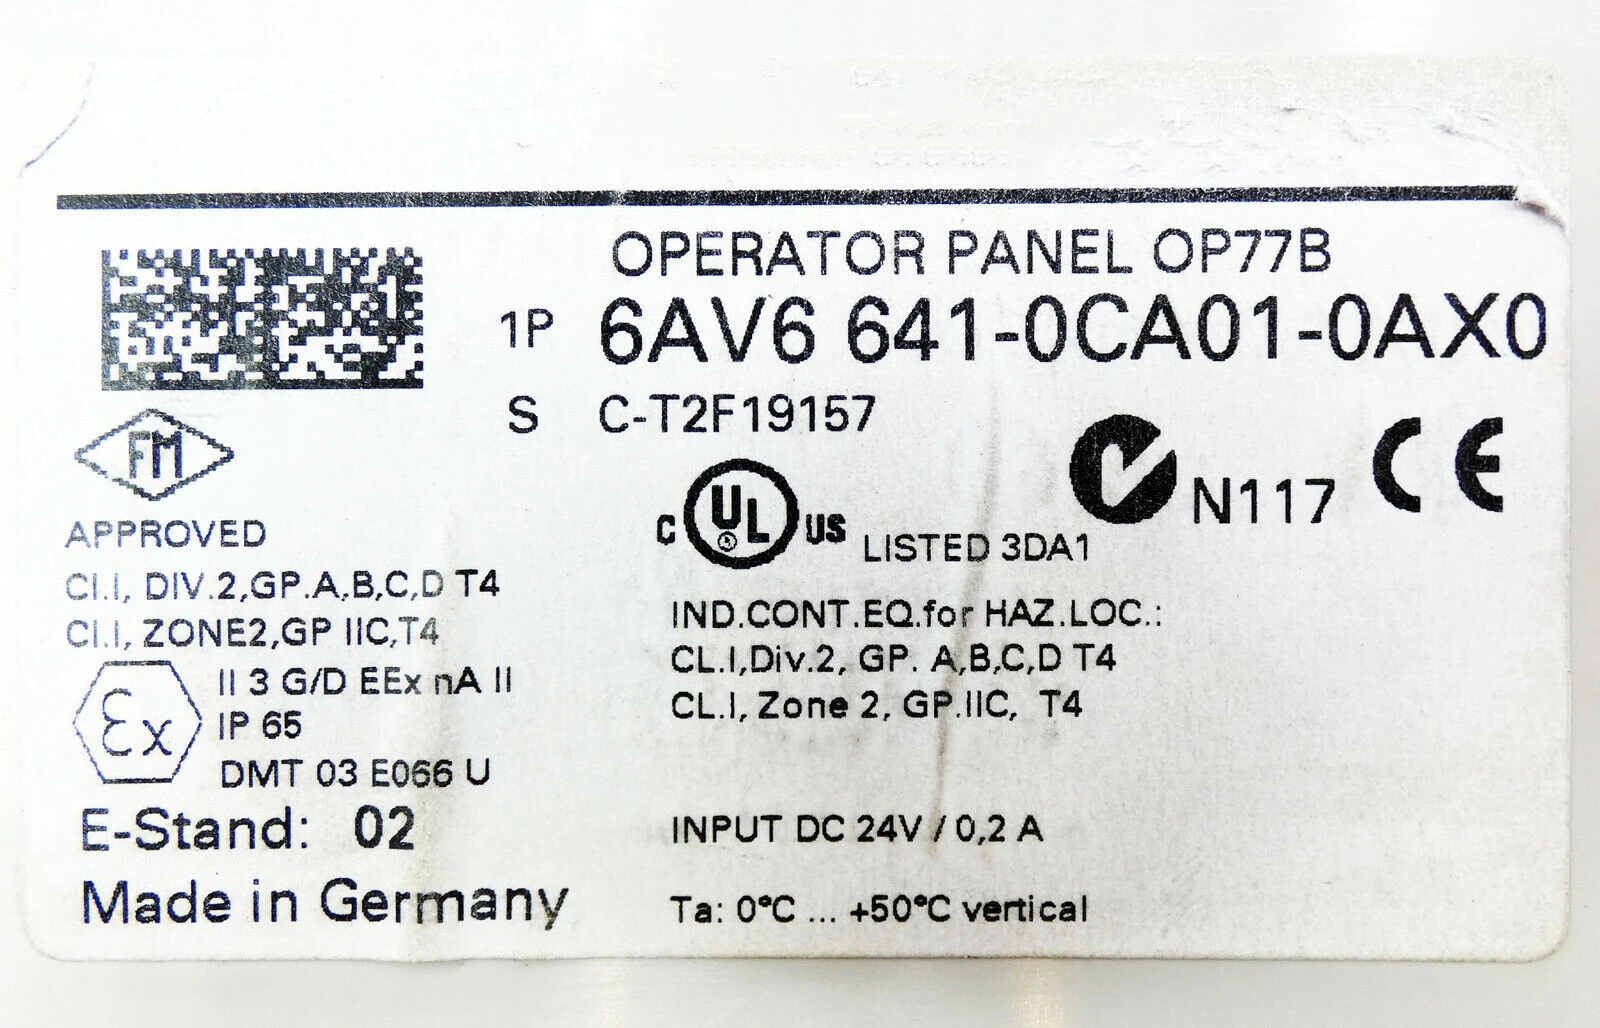 OPERATOR PANEL OP77B
1P 6AV6 641-0CA01-0AX0
S C-T2F19157
FM
APPROVED
CI.I, DIV.2,GP.A,B,C,D T4
CI.I, ZONE2,GP IIC,T4
Ex
II 3 G/D EEx nA II
IP 65
DMT 03 E066 U
E-Stand: 02
Made in Germany
C UL US LISTED 3DA1
N117 CE
IND.CONT.EQ.for HAZ.LOC.:
CL.I,Div.2, GP. A,B,C,D T4
CL.I, Zone 2, GP.IIC, T4
INPUT DC 24V / 0,2 A
Ta: 0°C ... +50°C vertical